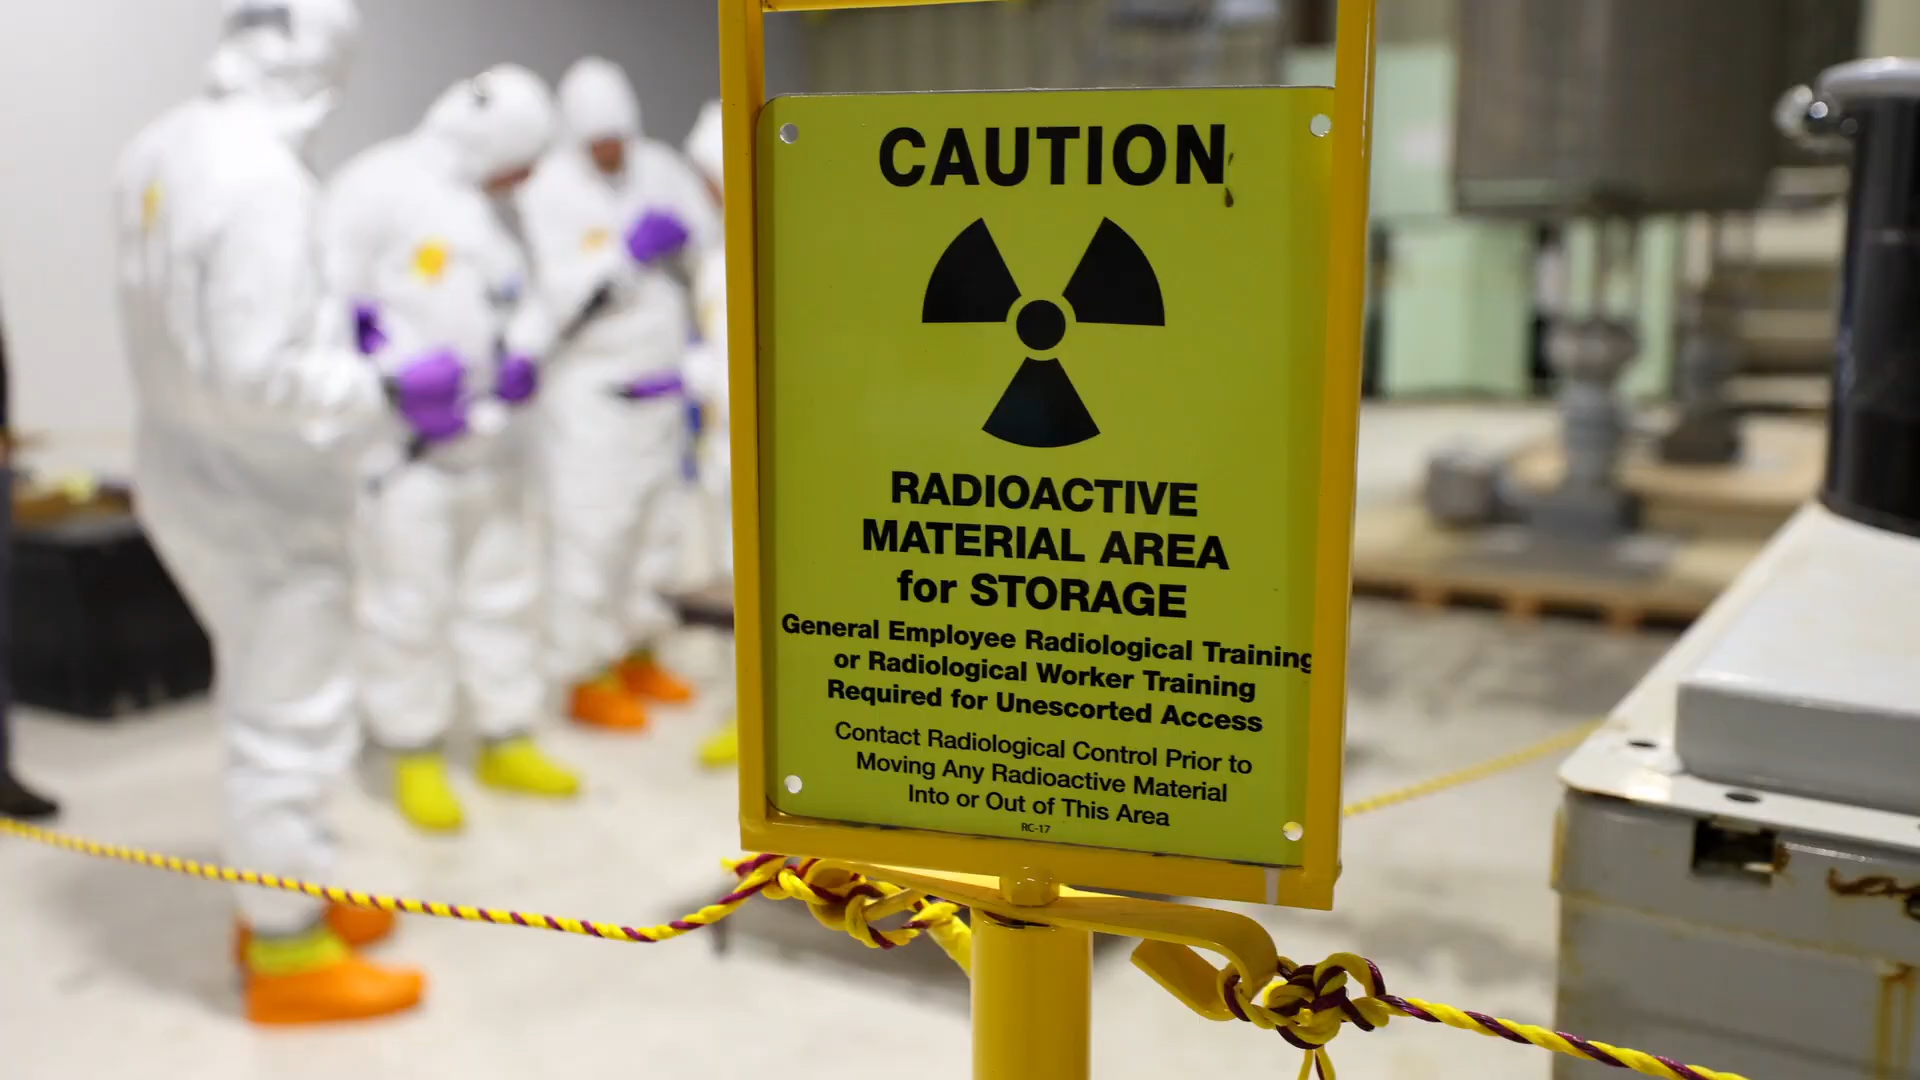 CAUTION
RADIOACTIVE
MATERIAL AREA
for STORAGE
General Employee Radiological Training
or Radiological Worker Training
Required for Unescorted Access
Contact Radiological Control Prior to
Moving Any Radioactive Material
Into or Out of This Area
RC-17